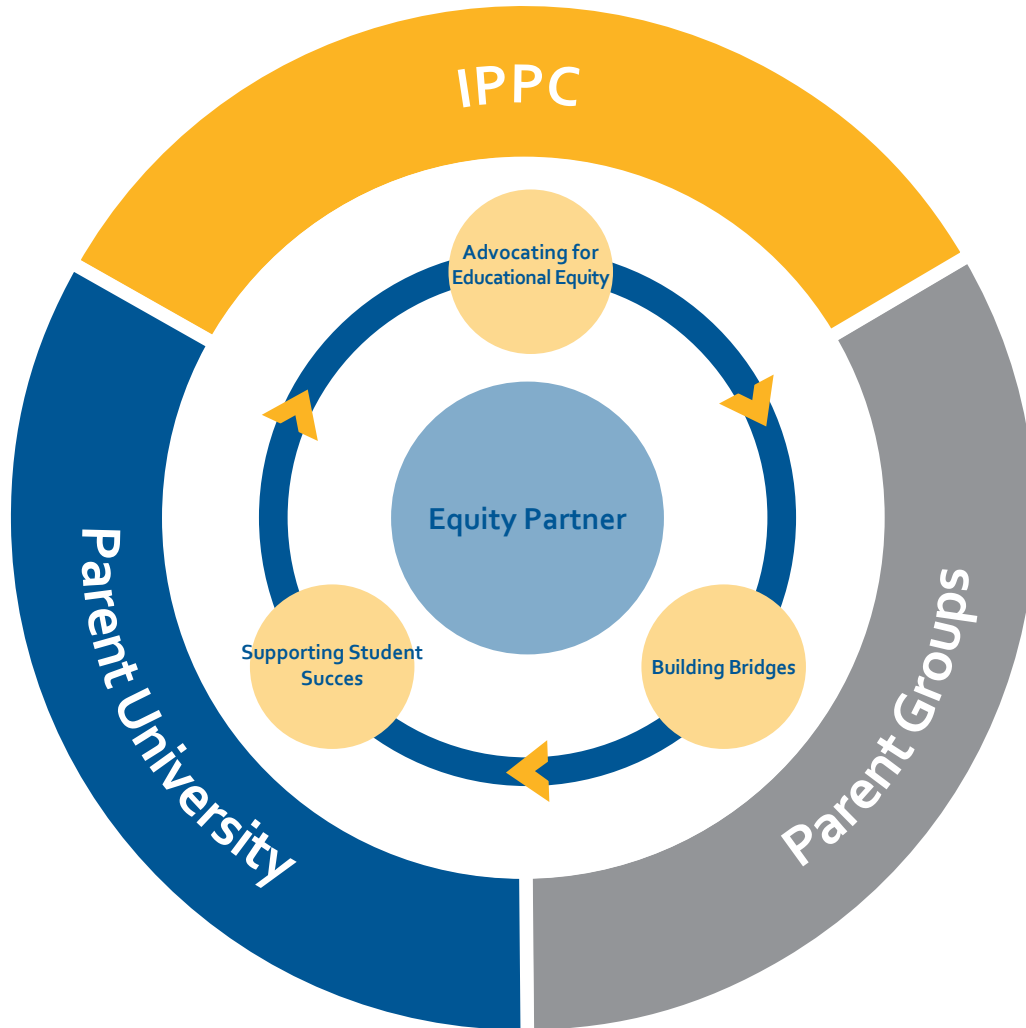 IPPC
Advocating for
Educational Equity
Equity Partner
Supporting Student
Succes
Building Bridges
Parent University
Parent Groups